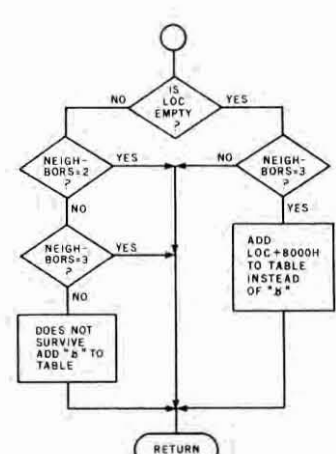 IS
LOC
EMPTY
?
NO
YES
NEIGH-
BORS=2
?
YES
NO
NEIGH-
BORS=3
?
NO
YES
NEIGH-
BORS=3
?
YES
NO
ADD
LOC+8000H
TO TABLE
INSTEAD
OF "ƀ"
DOES NOT
SURVIVE
ADD "ƀ" TO
TABLE
RETURN